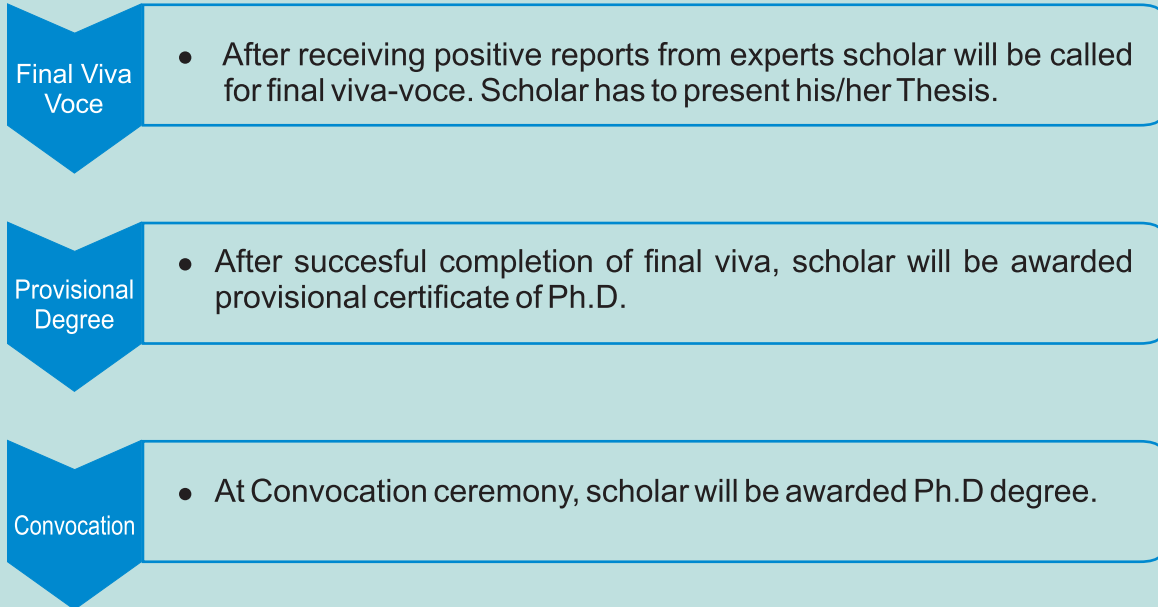 Final Viva
Voce
● After receiving positive reports from experts scholar will be called
for final viva-voce. Scholar has to present his/her Thesis.
Provisional
Degree
● After succesful completion of final viva, scholar will be awarded
provisional certificate of Ph.D.
Convocation
● At Convocation ceremony, scholar will be awarded Ph.D degree.